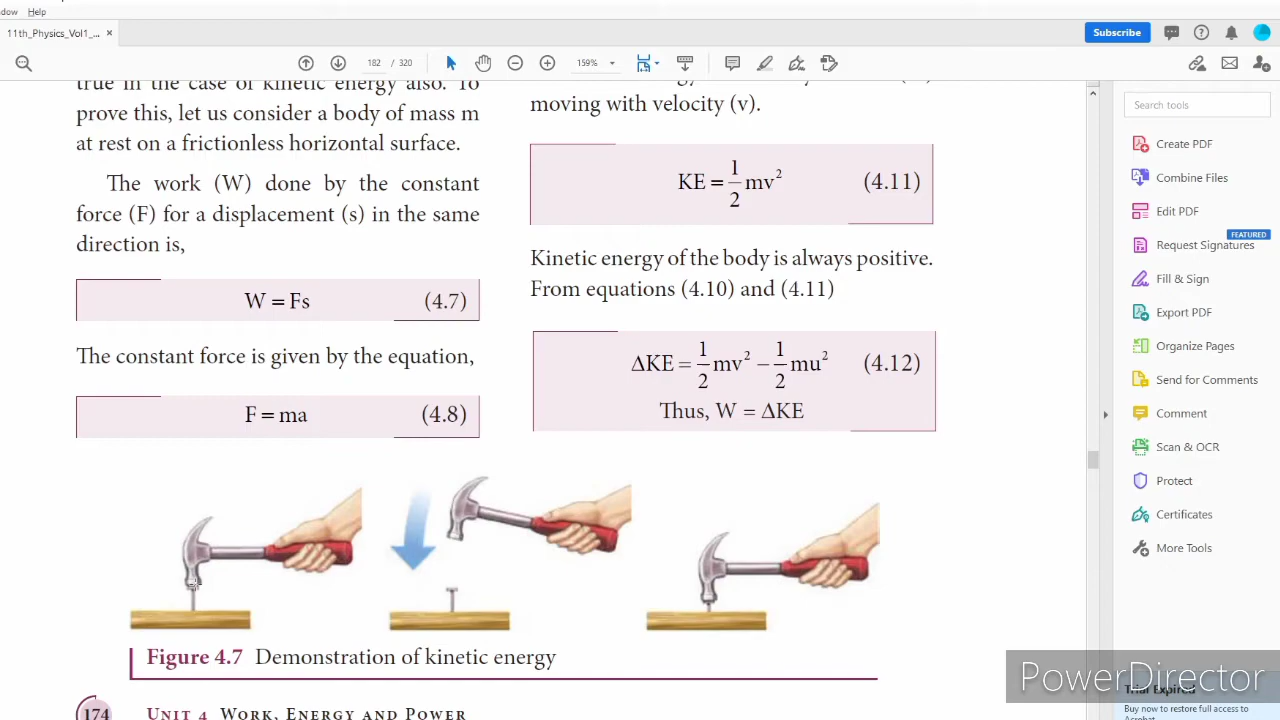 dow Help
11th_Physics_Vol1_... ×
Subscribe
182 / 320
159%
Search tools
true in the case of kinetic energy also. To
prove this, let us consider a body of mass m
at rest on a frictionless horizontal surface.
The work (W) done by the constant
force (F) for a displacement (s) in the same
direction is,
W = Fs (4.7)
The constant force is given by the equation,
F = ma (4.8)
moving with velocity (v).
KE = 1/2 mv² (4.11)
Kinetic energy of the body is always positive.
From equations (4.10) and (4.11)
ΔKE = 1/2 mv² − 1/2 mu² (4.12)
Thus, W = ΔKE
Figure 4.7 Demonstration of kinetic energy
174 UNIT 4 WORK, ENERGY AND POWER
Create PDF
Combine Files
Edit PDF
FEATURED
Request Signatures
Fill & Sign
Export PDF
Organize Pages
Send for Comments
Comment
Scan & OCR
Protect
Certificates
More Tools
PowerDirector
Trial Expired
Buy now to restore full access to
Acrobat.